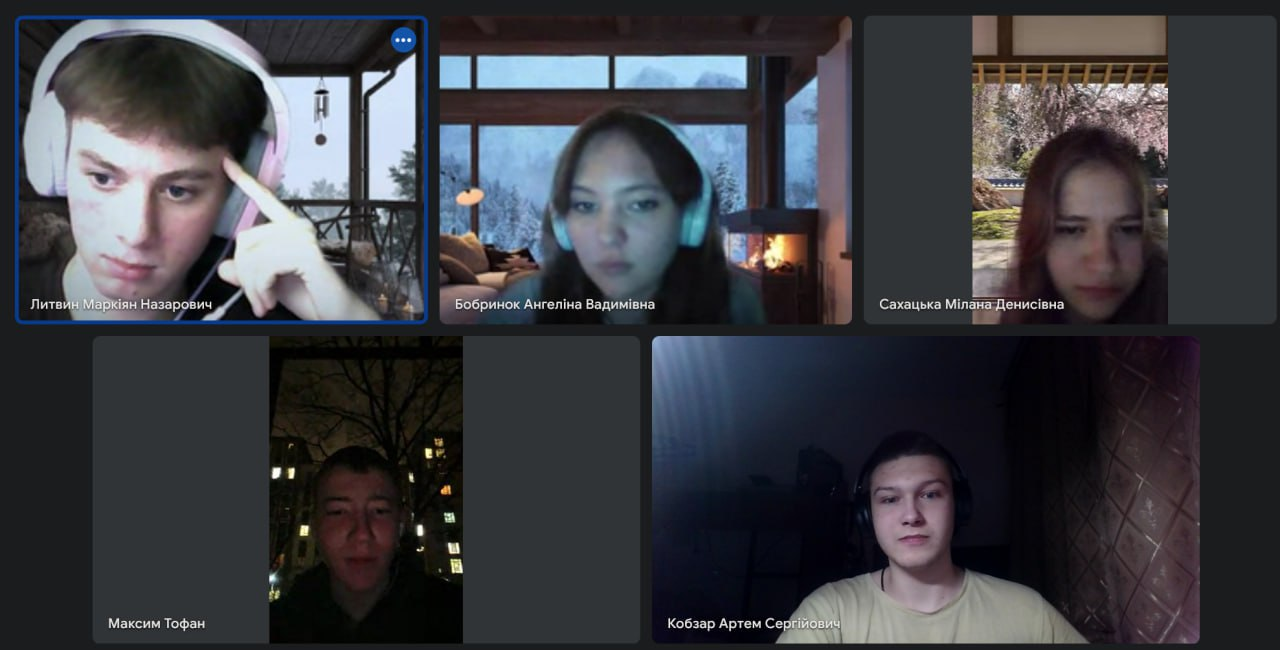 Литвин Маркіян Назарович
Бобринок Ангеліна Вадимівна
Сахацька Мілана Денисівна
Максим Тофан
Кобзар Артем Сергійович